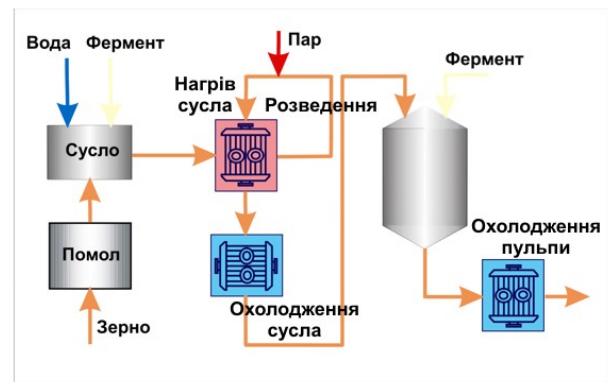 Вода
Фермент
Пар
Нагрів
сусла
Розведення
Фермент
Сусло
Помол
Охолодження
пульпи
Охолодження
сусла
Зерно